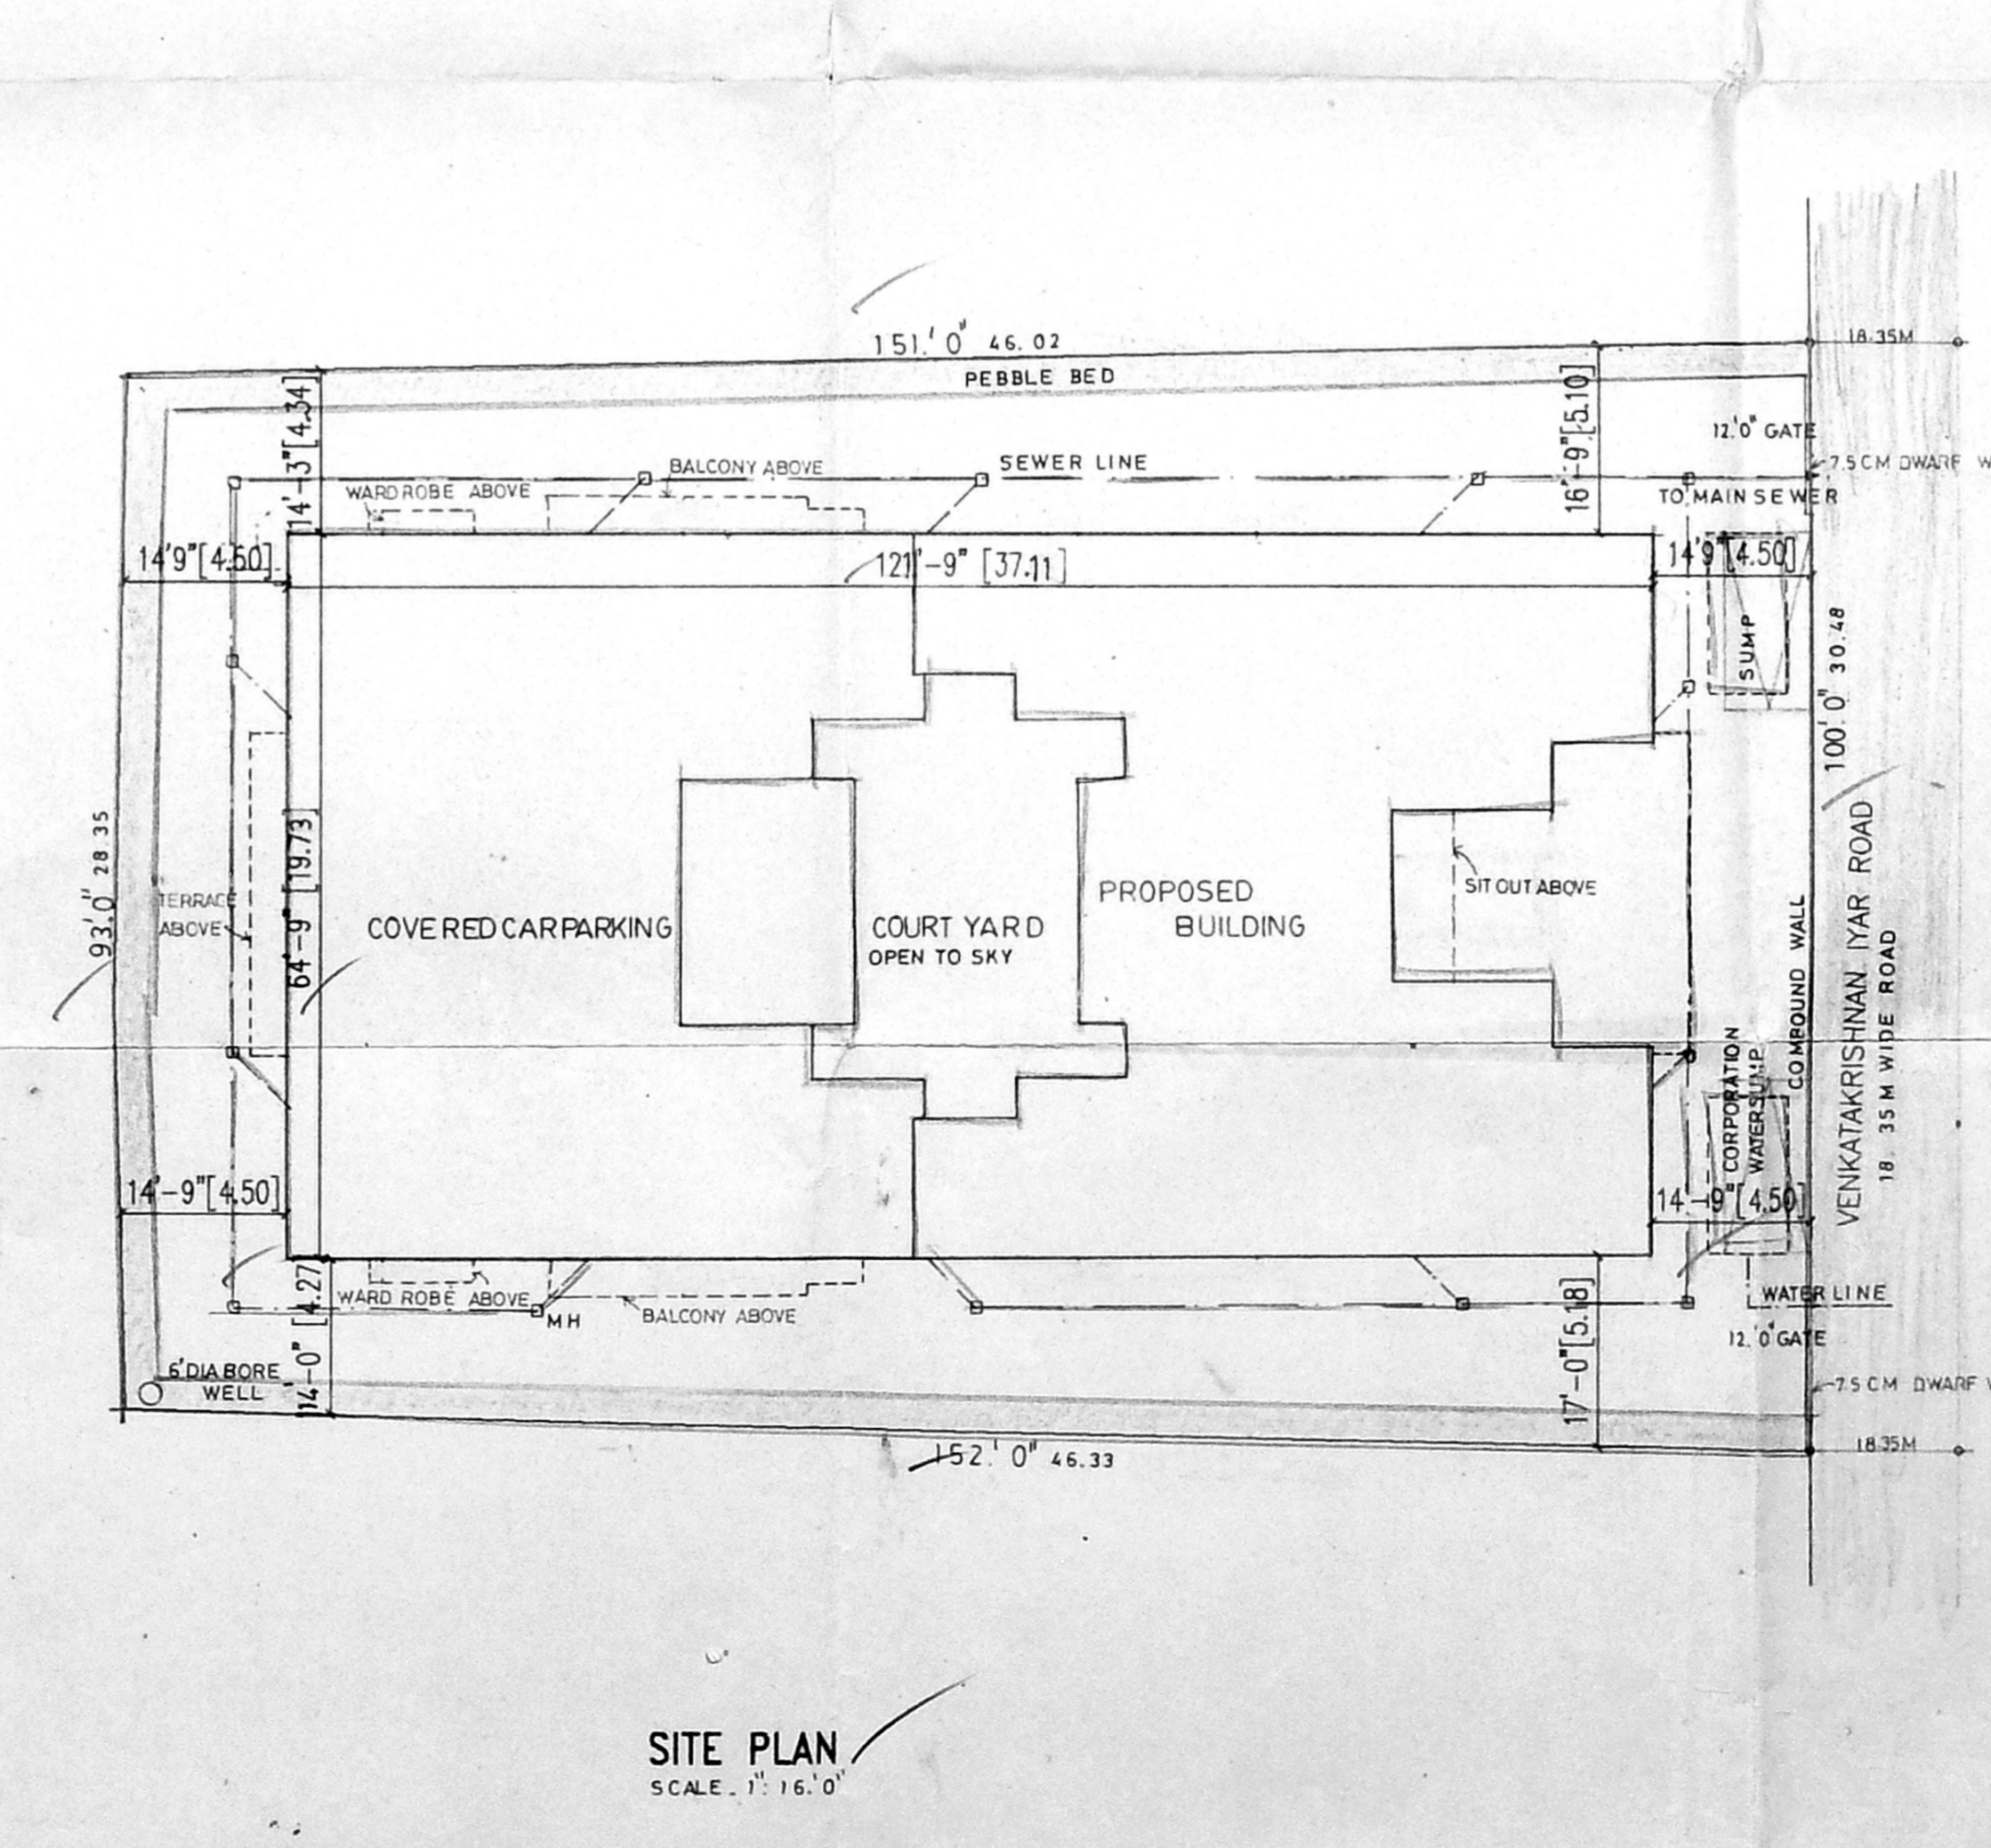 151.'0" 46.02
18.35M
PEBBLE BED
14'-3"[4.34]
16'-9"[5.10]
12.'0" GATE
BALCONY ABOVE
SEWER LINE
7.5 CM DWARF
WARDROBE ABOVE
TO MAIN SEWER
14'9"[4.50]
121'-9" [37.11]
14'9"[4.50]
SUMP
100'.0" 30.48
93'.0" 28.35
TERRACE
ABOVE
64'-9" [19.73]
COVERED CAR PARKING
COURT YARD
OPEN TO SKY
PROPOSED
BUILDING
SIT OUT ABOVE
COMBOUND WALL
VENKATAKRISHNAN IYAR ROAD
18. 35 M WIDE ROAD
CORPORATION
WATER SUMP
14'-9"[4.50]
14'-9"[4.50]
WARD ROBE ABOVE
MH
BALCONY ABOVE
14'-0" [4.27]
17'-0"[5.18]
WATER LINE
12.'0" GATE
6' DIA BORE
WELL
7.5 CM DWARF
152.'0" 46.33
18.35M
SITE PLAN
SCALE. 1": 16.'0"